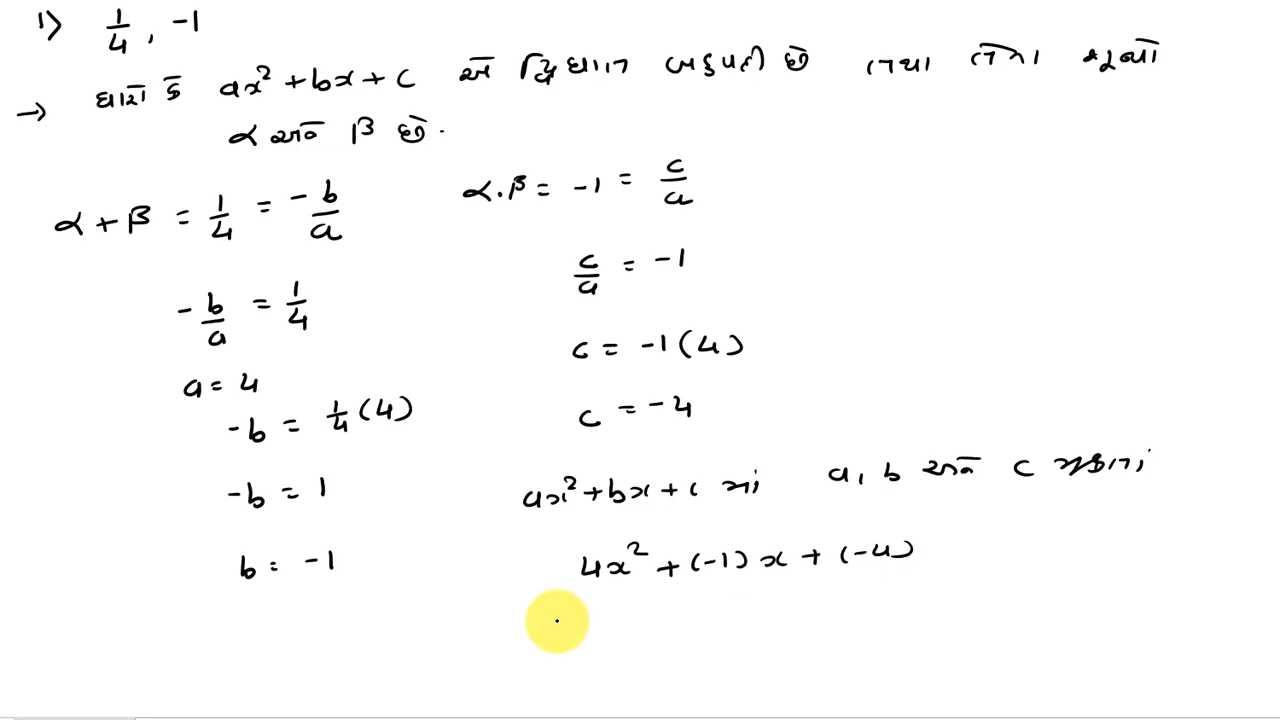 1) 1/4, -1
→ ધારો કે ax² + bx + c એ દ્વિઘાત બહુપદી છે તથા તેના શૂન્યો
α અને β છે.
α + β = 1/4 = -b/a
-b/a = 1/4
a = 4
-b = 1/4 (4)
-b = 1
b = -1
α.β = -1 = c/a
c/a = -1
c = -1(4)
c = -4
ax² + bx + c માં a, b અને c મુકતાં
4x² + (-1)x + (-4)